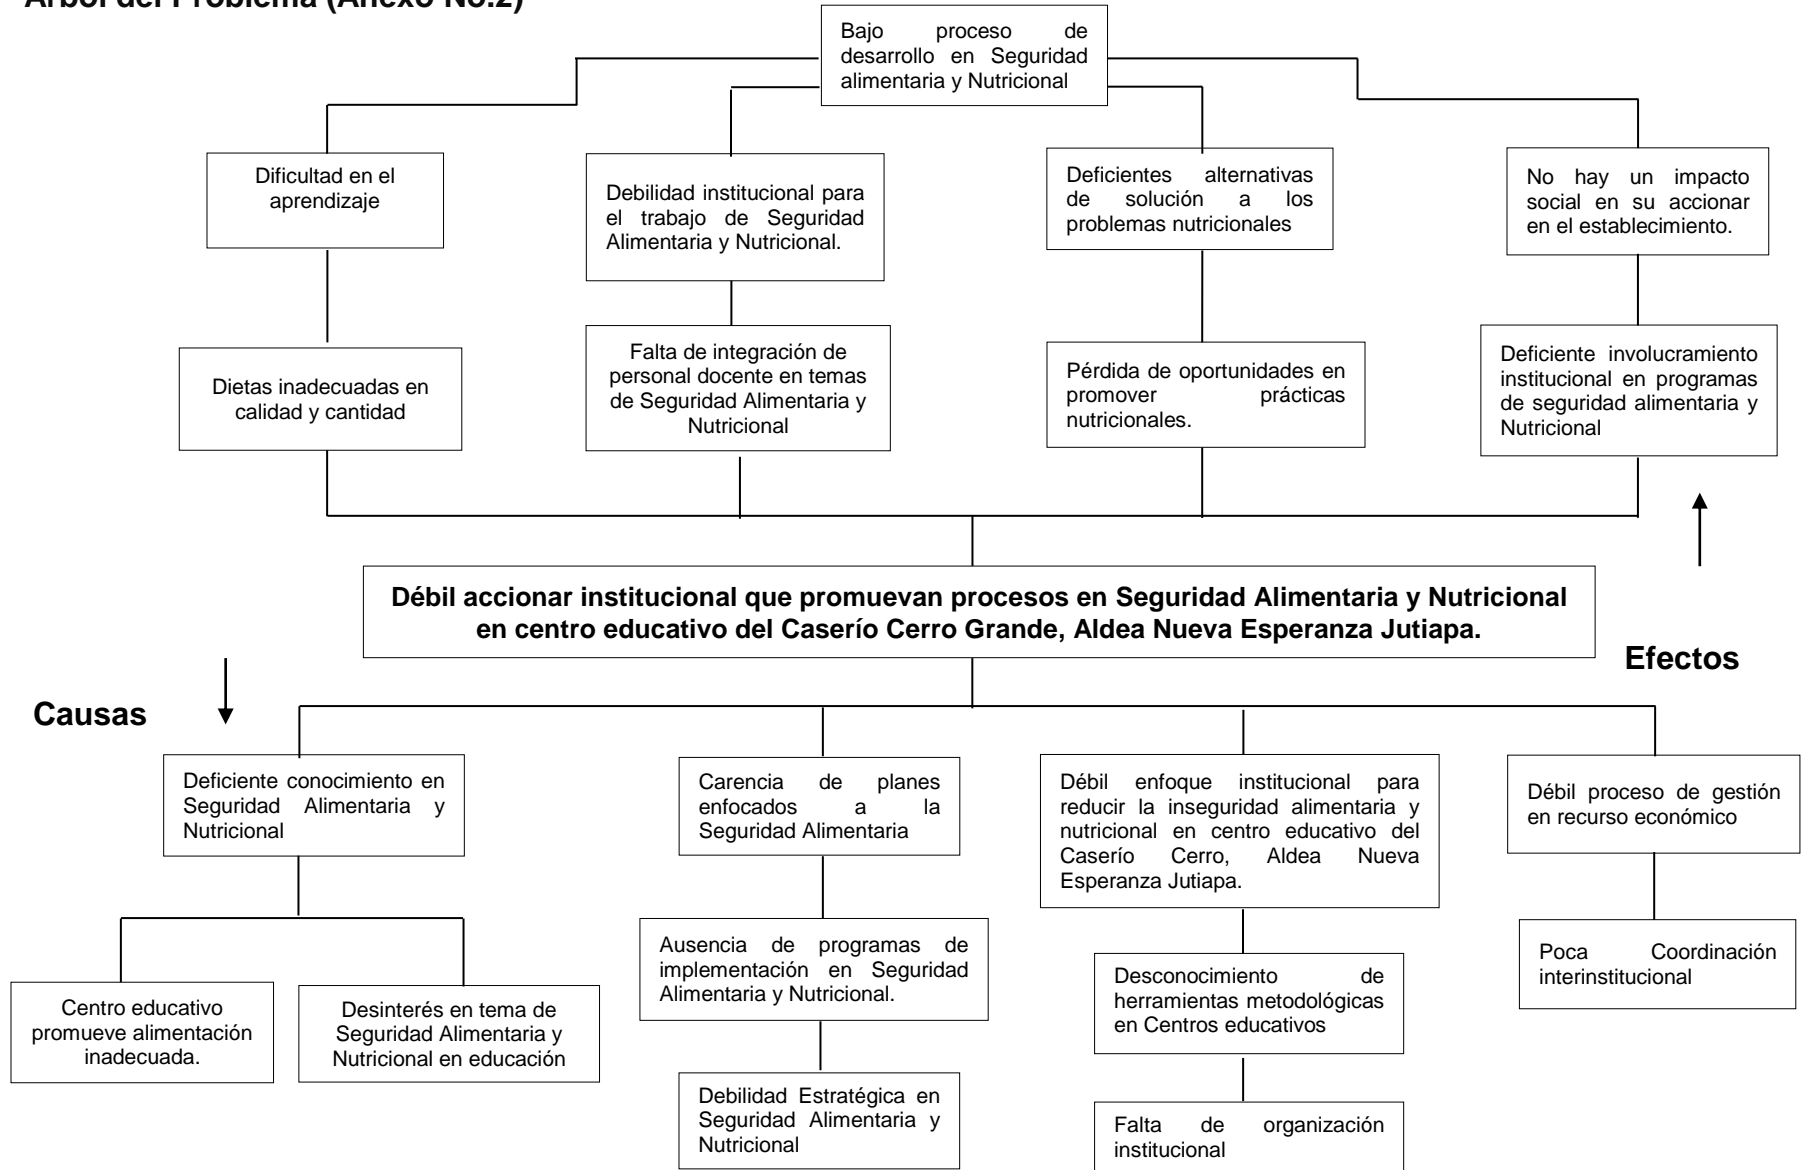 Árbol del Problema (Anexo No.2)
Bajo proceso de
desarrollo en Seguridad
alimentaria y Nutricional
Dificultad en el
aprendizaje
Debilidad institucional para
el trabajo de Seguridad
Alimentaria y Nutricional.
Deficientes alternativas
de solución a los
problemas nutricionales
No hay un impacto
social en su accionar
en el establecimiento.
Dietas inadecuadas en
calidad y cantidad
Falta de integración de
personal docente en temas
de Seguridad Alimentaria y
Nutricional
Pérdida de oportunidades en
promover prácticas
nutricionales.
Deficiente involucramiento
institucional en programas
de seguridad alimentaria y
Nutricional
Débil accionar institucional que promuevan procesos en Seguridad Alimentaria y Nutricional
en centro educativo del Caserío Cerro Grande, Aldea Nueva Esperanza Jutiapa.
Efectos
Causas
Deficiente conocimiento en
Seguridad Alimentaria y
Nutricional
Carencia de planes
enfocados a la
Seguridad Alimentaria
Débil enfoque institucional para
reducir la inseguridad alimentaria y
nutricional en centro educativo del
Caserío Cerro, Aldea Nueva
Esperanza Jutiapa.
Débil proceso de gestión
en recurso económico
Centro educativo
promueve alimentación
inadecuada.
Desinterés en tema de
Seguridad Alimentaria y
Nutricional en educación
Ausencia de programas de
implementación en Seguridad
Alimentaria y Nutricional.
Desconocimiento de
herramientas metodológicas
en Centros educativos
Poca Coordinación
interinstitucional
Debilidad Estratégica en
Seguridad Alimentaria y
Nutricional
Falta de organización
institucional